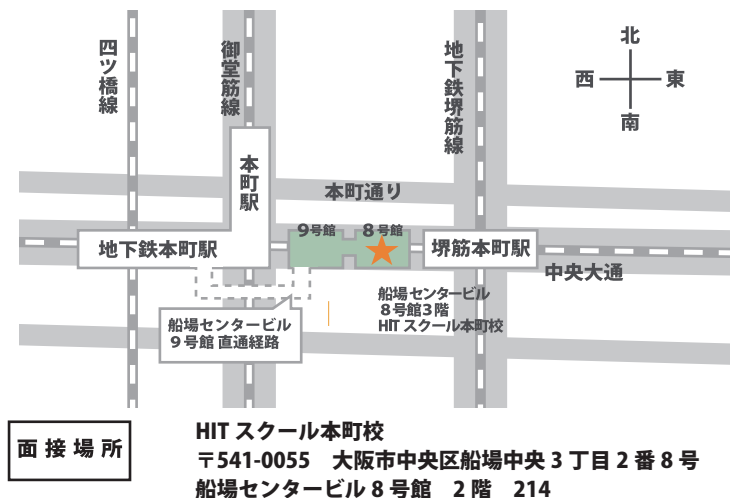 四ツ橋線
御堂筋線
地下鉄堺筋線
北
西 東
南
本町駅
本町通り
9号館
8号館
地下鉄本町駅
堺筋本町駅
中央大通
船場センタービル
8号館3階
HITスクール本町校
船場センタービル
9号館 直通経路
面接場所
HIT スクール本町校
〒541-0055 大阪市中央区船場中央 3 丁目 2 番 8 号
船場センタービル 8 号館 2 階 214